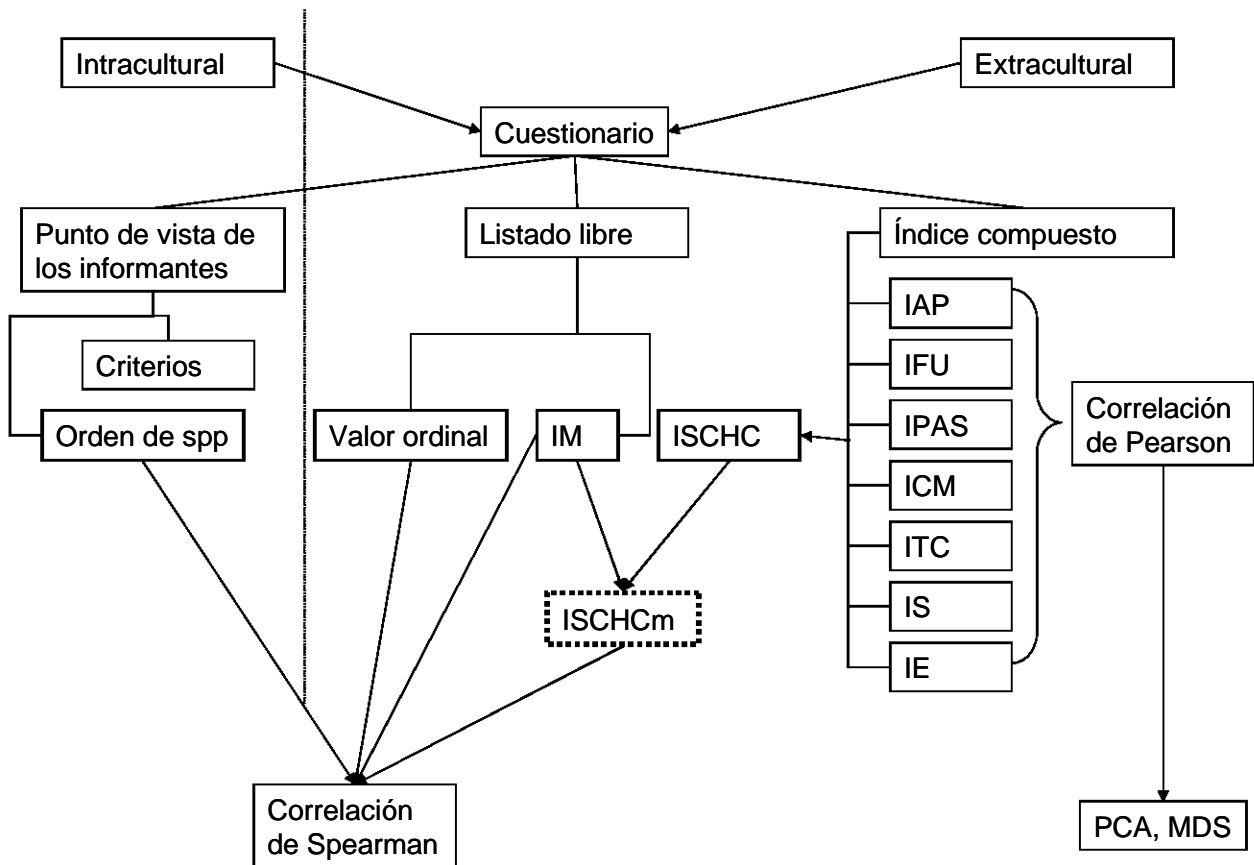 Intracultural
Extracultural
Cuestionario
Punto de vista de
los informantes
Listado libre
Índice compuesto
IAP
IFU
Criterios
Orden de spp
Valor ordinal
IM
ISCHC
IPAS
Correlación
de Pearson
ICM
ITC
ISCHCm
IS
IE
Correlación
de Spearman
PCA, MDS